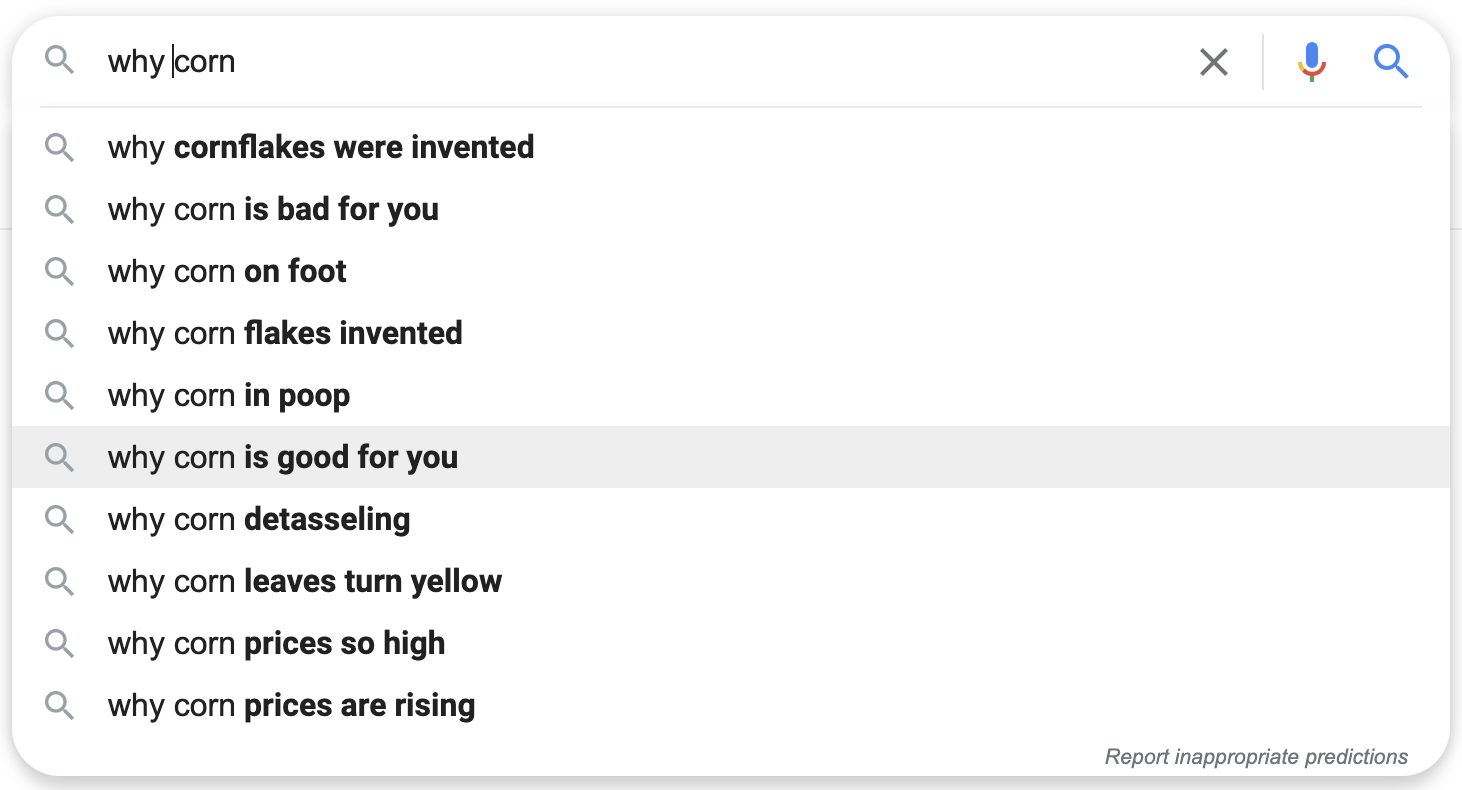 why corn
why cornflakes were invented
why corn is bad for you
why corn on foot
why corn flakes invented
why corn in poop
why corn is good for you
why corn detasseling
why corn leaves turn yellow
why corn prices so high
why corn prices are rising
Report inappropriate predictions